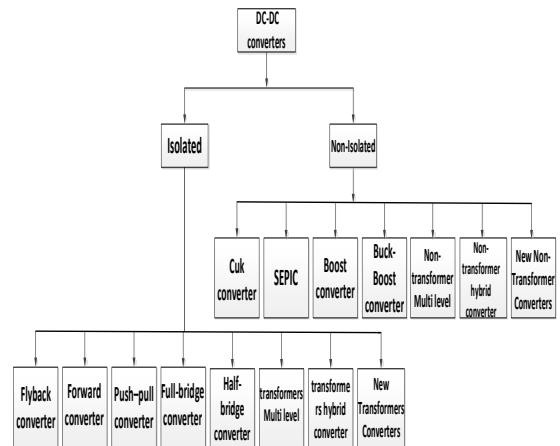 DC-DC
converters
Isolated
Non-Isolated
Cuk
converter
SEPIC
Boost
converter
Buck-
Boost
converter
Non-
transformer
Multi level
Non-
transformer
hybrid
converter
New Non-
Transformer
Converters
Flyback
converter
Forward
converter
Push-pull
converter
Full-bridge
converter
Half-
bridge
converter
transformers
Multi level
transforme
rs hybrid
converter
New
Transformers
Converters